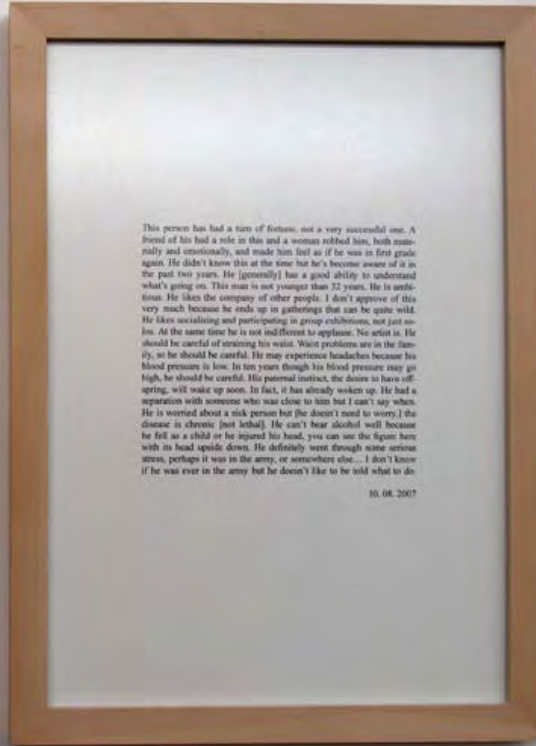 This person has had a turn of fortune, not a very successful one. A
friend of his had a role in this and a woman robbed him, both mate-
rially and emotionally, and made him feel as if he was in first grade
again. He didn't know this at the time but he's become aware of it in
the past two years. He [generally] has a good ability to understand
what's going on. This man is not younger than 32 years. He is ambi-
tious. He likes the company of other people. I don't approve of this
very much because he ends up in gatherings that can be quite wild.
He likes socializing and participating in group exhibitions, not just so-
los. At the same time he is not indifferent to applause. No artist is. He
should be careful of straining his waist. Waist problems are in the fam-
ily, so he should be careful. He may experience headaches because his
blood pressure is low. In ten years though his blood pressure may go
high, he should be careful. His paternal instinct, the desire to have off-
spring, will wake up soon. In fact, it has already woken up. He had a
separation with someone who was close to him but I can't say when.
He is worried about a sick person but [he doesn't need to worry,] the
disease is chronic [not lethal]. He can't bear alcohol well because
he fell as a child or he injured his head, you can see the figure here
with its head upside down. He definitely went through some serious
stress, perhaps it was in the army, or somewhere else... I don't know
if he was ever in the army but he doesn't like to be told what to do.
10. 08. 2007